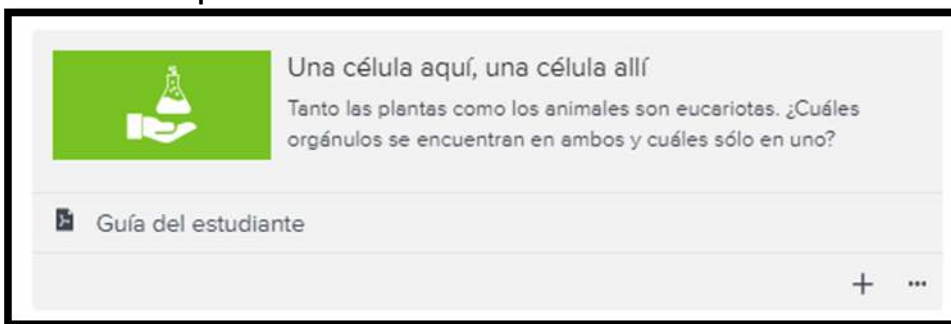 Una célula aquí, una célula allí
Tanto las plantas como los animales son eucariotas. ¿Cuáles
orgánulos se encuentran en ambos y cuáles sólo en uno?
Guía del estudiante